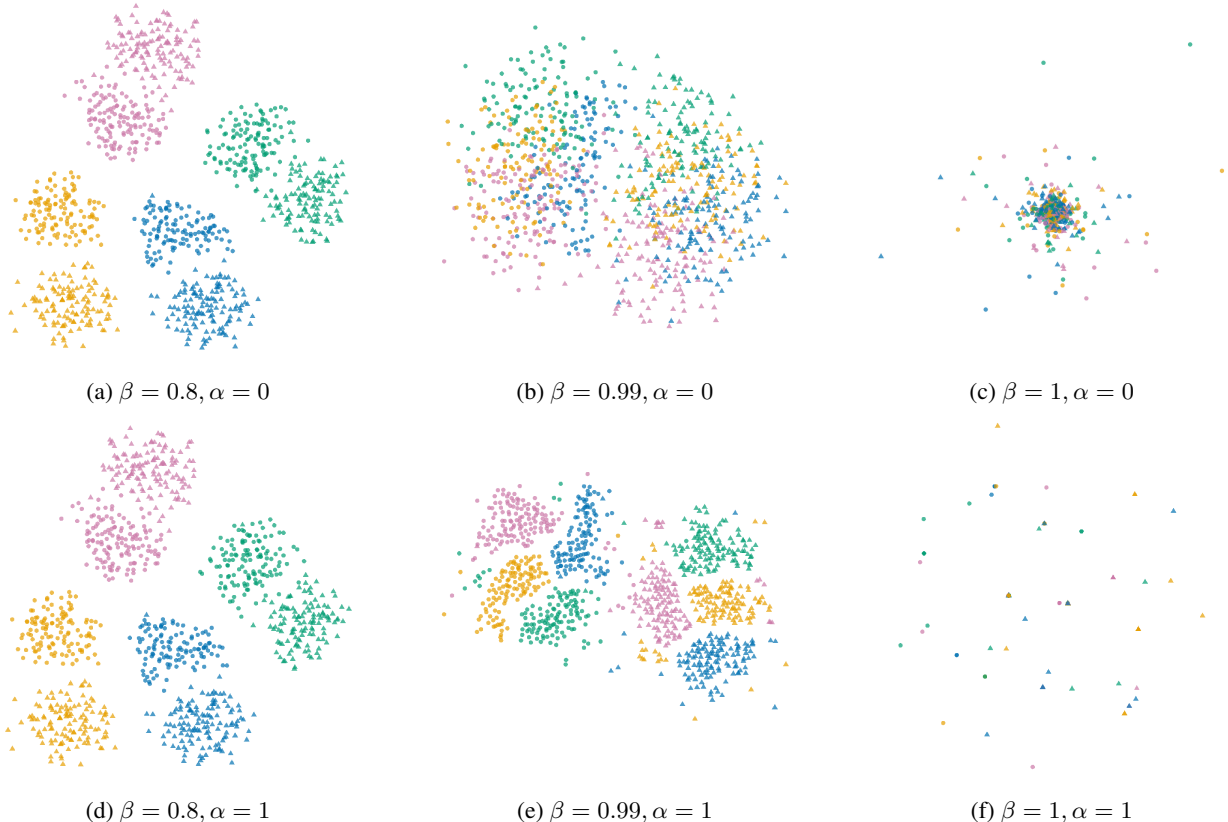 (a) β = 0.8, α = 0
(b) β = 0.99, α = 0
(c) β = 1, α = 0
(d) β = 0.8, α = 1
(e) β = 0.99, α = 1
(f) β = 1, α = 1